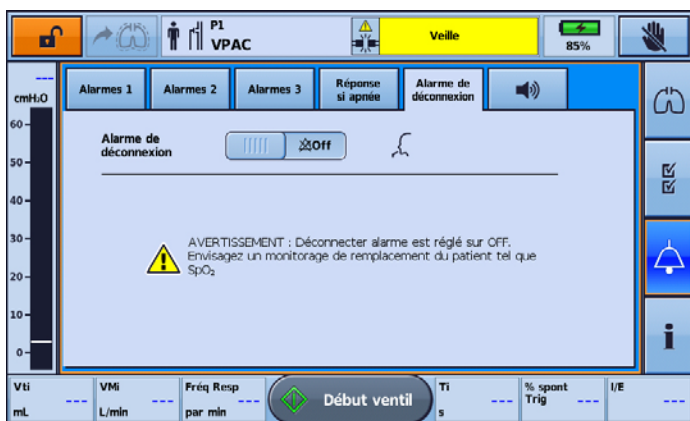 P1
VPAC
Veille
85%
---
cmH₂O
60
50
40
30
20
10
0
Alarmes 1
Alarmes 2
Alarmes 3
Réponse
si apnée
Alarme de
déconnexion
Alarme de
déconnexion
Off
AVERTISSEMENT : Déconnecter alarme est réglé sur OFF.
Envisagez un monitorage de remplacement du patient tel que
SpO₂
i
Vti --- mL
VMi --- L/min
Fréq Resp --- par min
Début ventil
Ti --- s
% spont
Trig ---
I/E ---